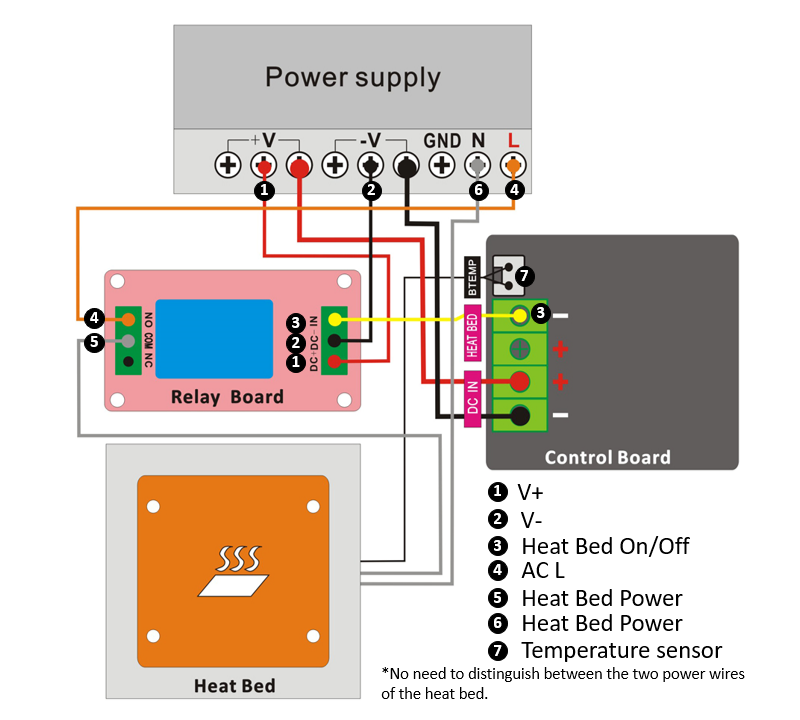 Power supply
+V -V GND N L
1 2 6 4
BTEMP 7
4 NO
5 COM
NC
3 IN
2 DC-
1 DC+
HEAT BED 3 −
+
DC IN +
−
Relay Board
Control Board
1 V+
2 V-
3 Heat Bed On/Off
4 AC L
5 Heat Bed Power
6 Heat Bed Power
7 Temperature sensor
*No need to distinguish between the two power wires
of the heat bed.
Heat Bed